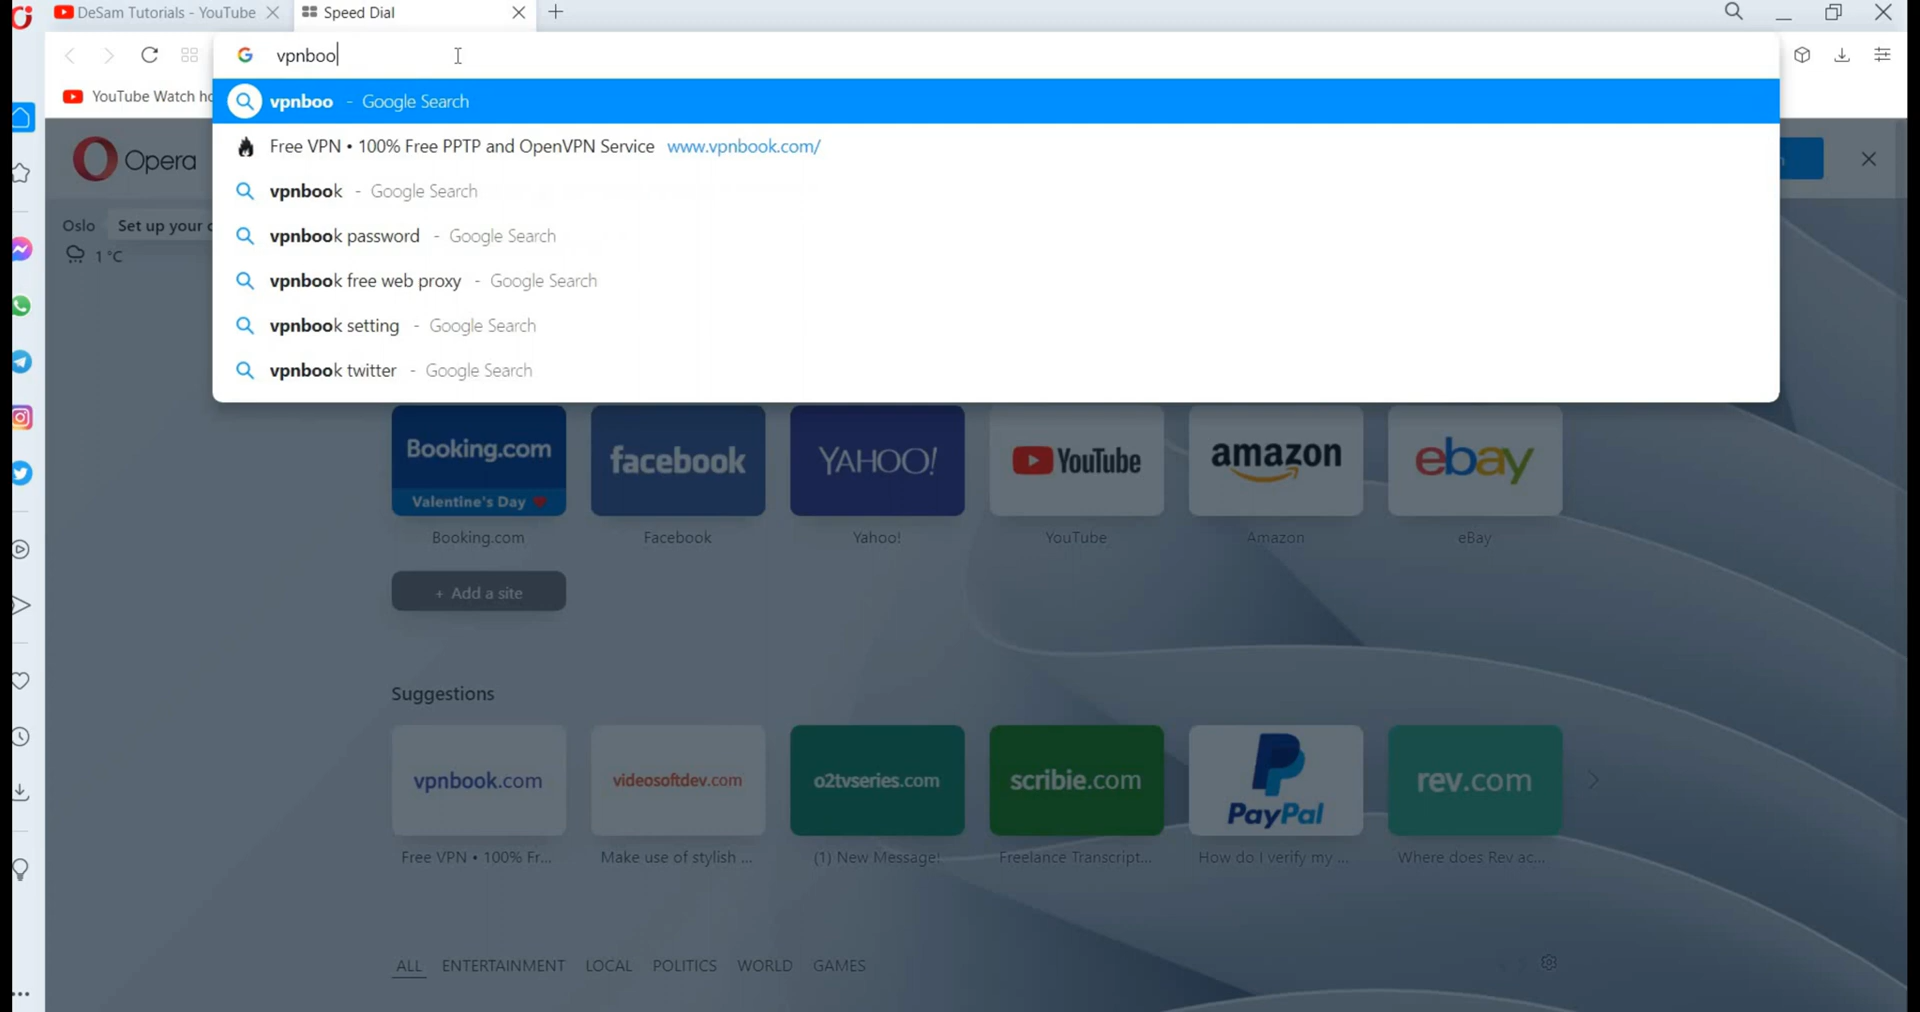 DeSam Tutorials - YouTube
Speed Dial
vpnboo
YouTube Watch ho
vpnboo - Google Search
Free VPN • 100% Free PPTP and OpenVPN Service www.vpnbook.com/
vpnbook - Google Search
vpnbook password - Google Search
vpnbook free web proxy - Google Search
vpnbook setting - Google Search
vpnbook twitter - Google Search
Opera
Oslo
Set up your
1 °C
Booking.com
Valentine's Day
facebook
YAHOO!
YouTube
amazon
ebay
Booking.com
Facebook
Yahoo!
YouTube
Amazon
eBay
+ Add a site
Suggestions
vpnbook.com
videosoftdev.com
o2tvseries.com
scribie.com
PayPal
rev.com
Free VPN • 100% Fr...
Make use of stylish ...
(1) New Message!
Freelance Transcript...
How do I verify my ...
Where does Rev ac...
ALL
ENTERTAINMENT
LOCAL
POLITICS
WORLD
GAMES